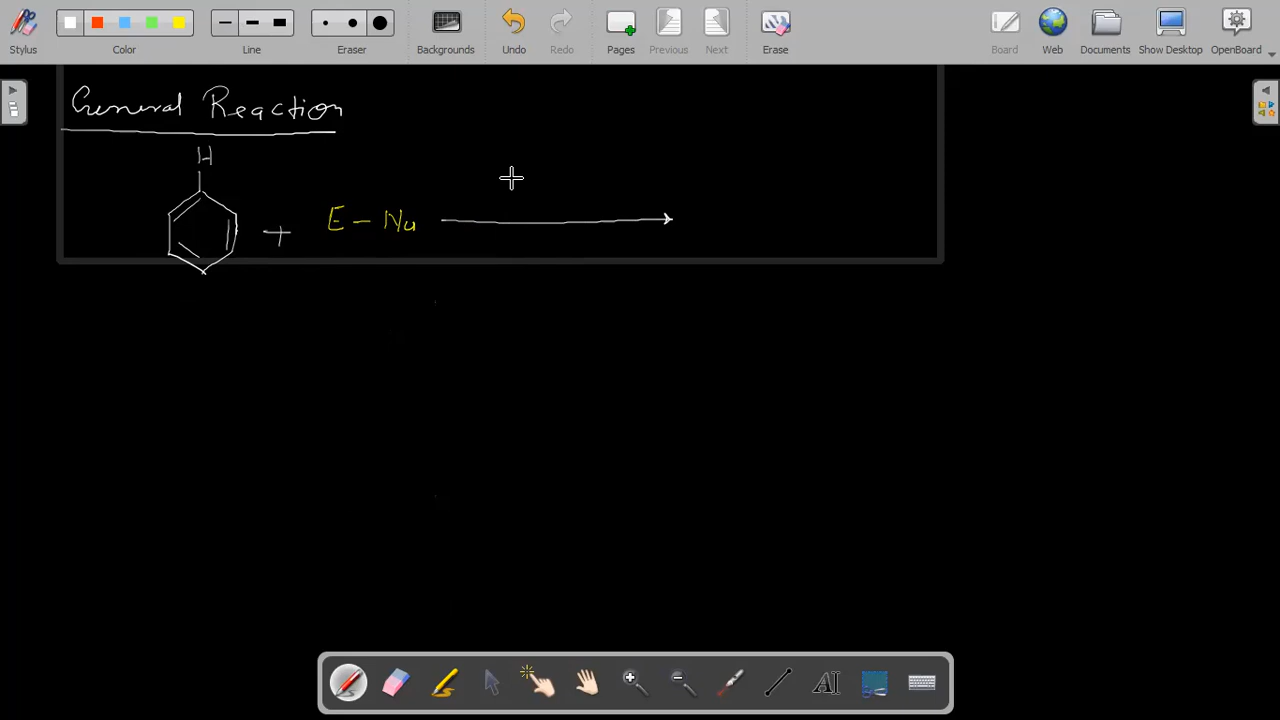 Stylus Color Line Eraser Backgrounds Undo Redo Pages Previous Next Erase Board Web Documents Show Desktop OpenBoard
General Reaction
H
+ E - Nu
AI